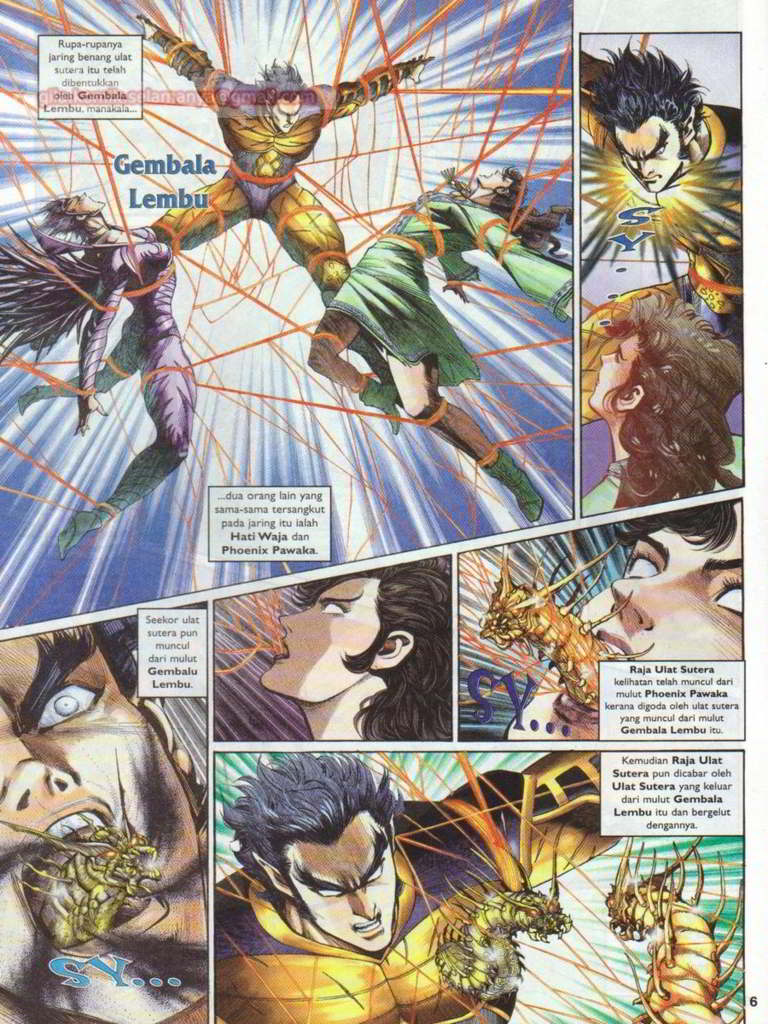 Rupa-rupanya
jaring benang ulat
sutera itu telah
dibentukkan
oleh Gembala
Lembu, manakala...
Gembala
Lembu
SY...
...dua orang lain yang
sama-sama tersangkut
pada jaring itu ialah
Hati Waja dan
Phoenix Pawaka.
Seekor ulat
sutera pun
muncul
dari mulut
Gembalu
Lembu.
SY...
Raja Ulat Sutera
kelihatan telah muncul dari
mulut Phoenix Pawaka
kerana digoda oleh ulat sutera
yang muncul dari mulut
Gembala Lembu itu.
SY...
Kemudian Raja Ulat
Sutera pun dicabar oleh
Ulat Sutera yang keluar
dari mulut Gembala
Lembu itu dan bergelut
dengannya.
6